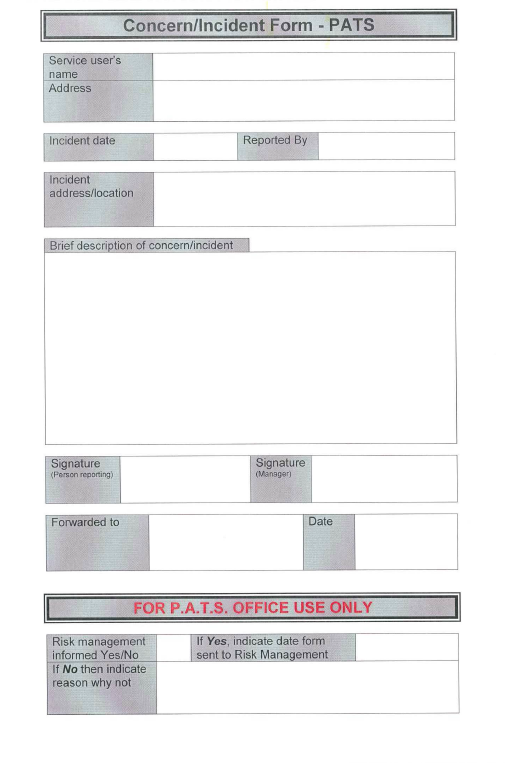 Concern/Incident Form - PATS
Service user's
name
Address
Incident date
Reported By
Incident
address/location
Brief description of concern/incident
Signature
(Person reporting)
Signature
(Manager)
Forwarded to
Date
FOR P.A.T.S. OFFICE USE ONLY
Risk management
informed Yes/No
If Yes, indicate date form
sent to Risk Management
If No then indicate
reason why not